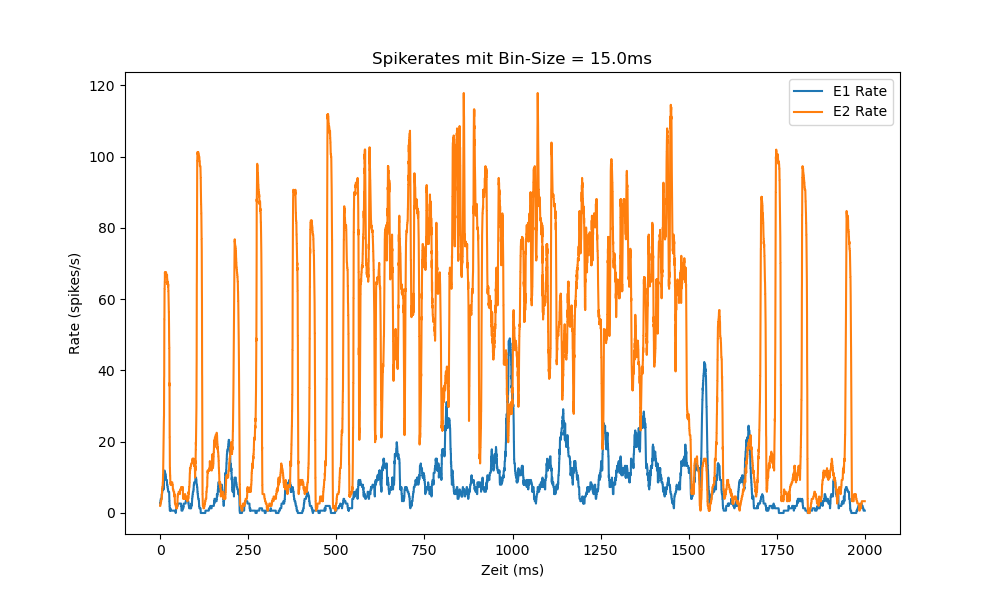 Spikerates mit Bin-Size = 15.0ms
E1 Rate
E2 Rate
Rate (spikes/s)
120
100
80
60
40
20
0
0 250 500 750 1000 1250 1500 1750 2000
Zeit (ms)